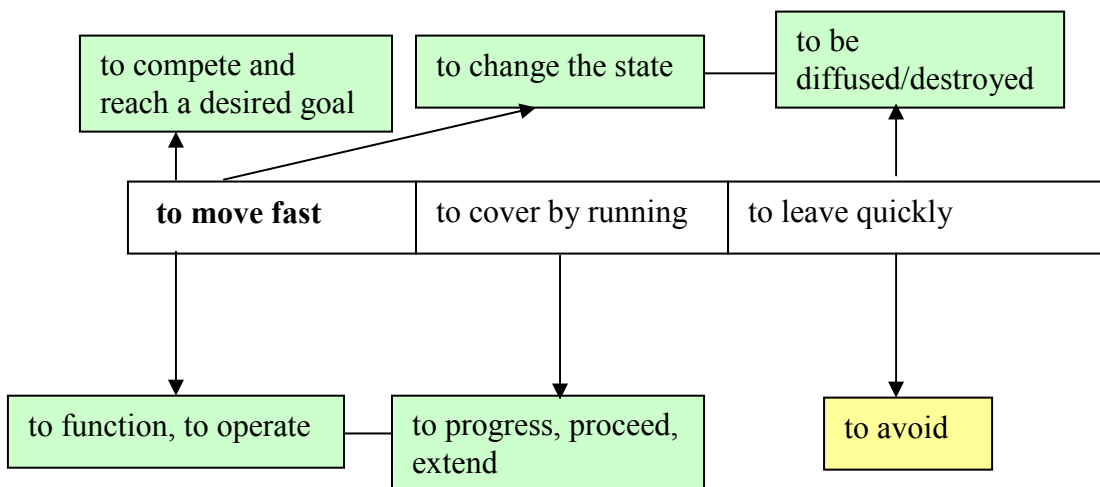 to compete and
reach a desired goal
to change the state
to be
diffused/destroyed
to move fast
to cover by running
to leave quickly
to function, to operate
to progress, proceed,
extend
to avoid